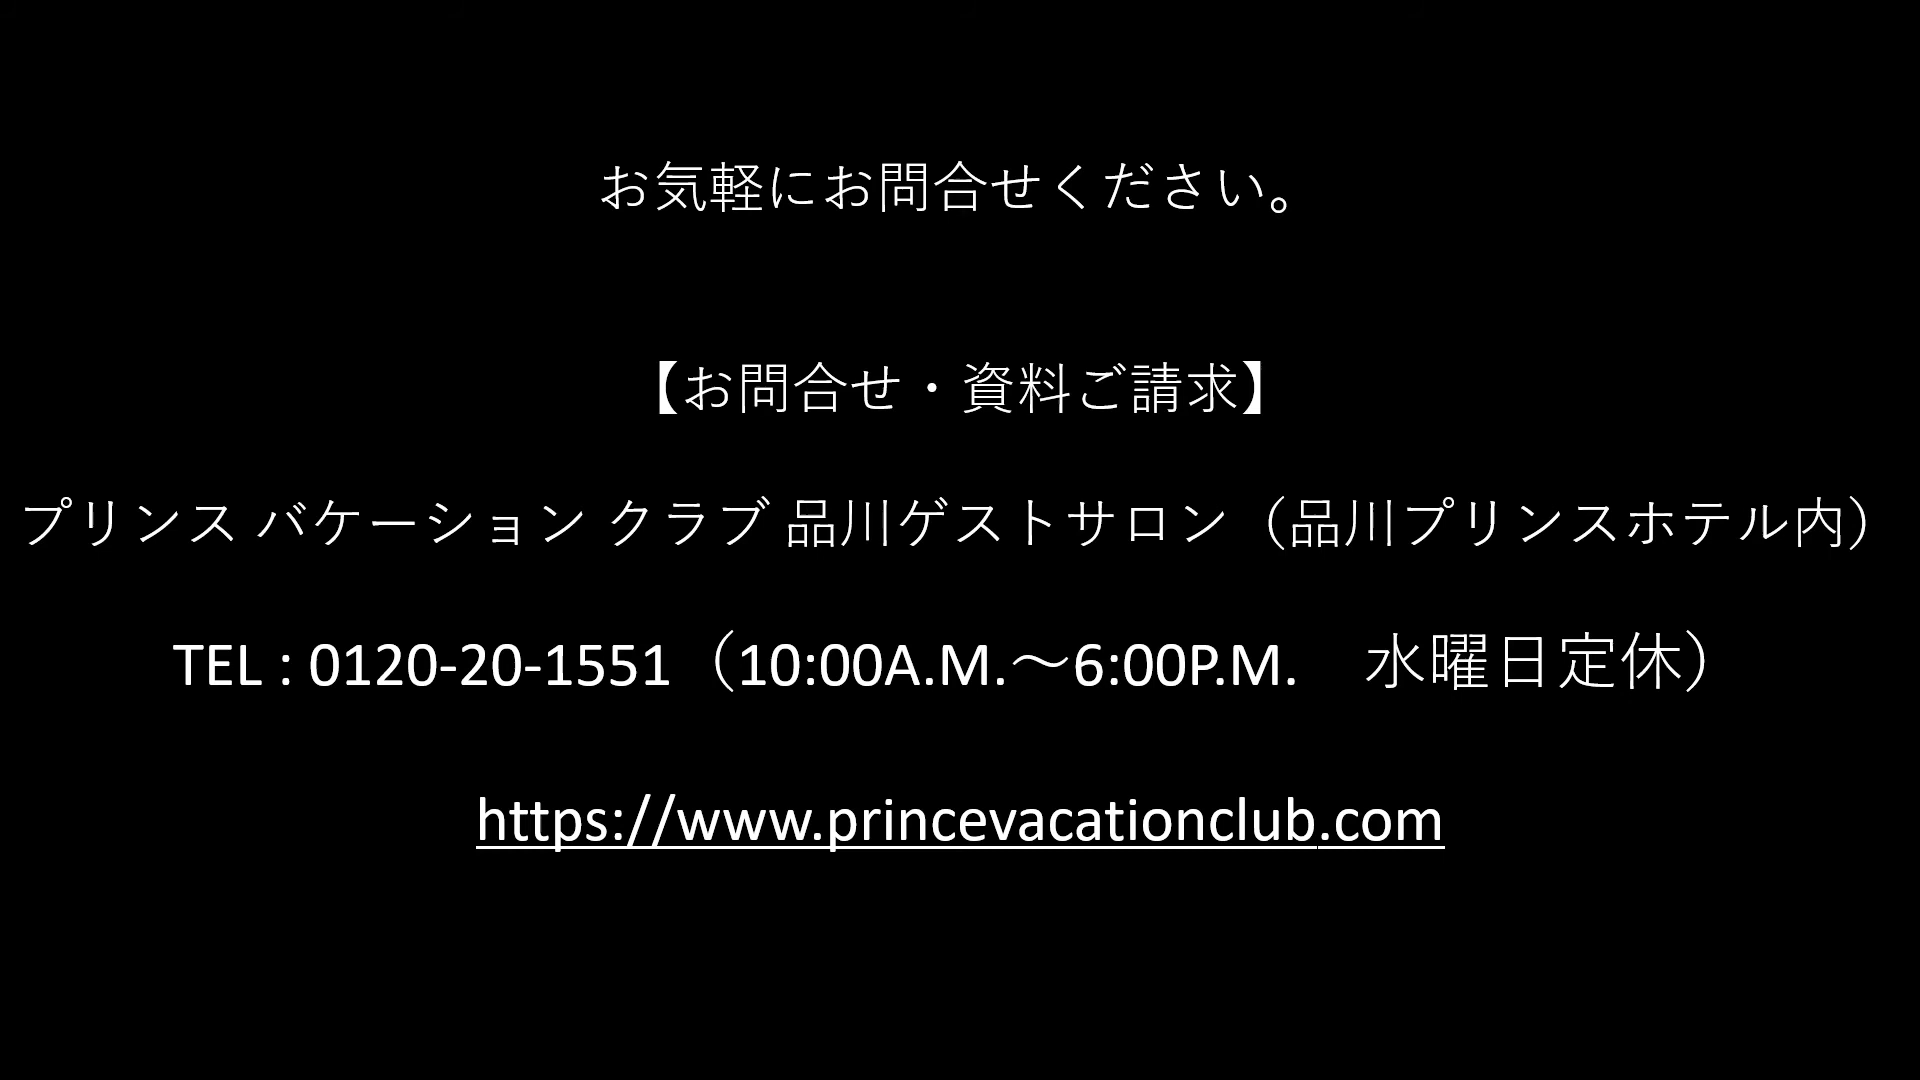 お気軽にお問合せください。
【お問合せ・資料ご請求】
プリンス バケーション クラブ 品川ゲストサロン（品川プリンスホテル内）
TEL : 0120-20-1551（10:00A.M.～6:00P.M.　水曜日定休）
https://www.princevacationclub.com